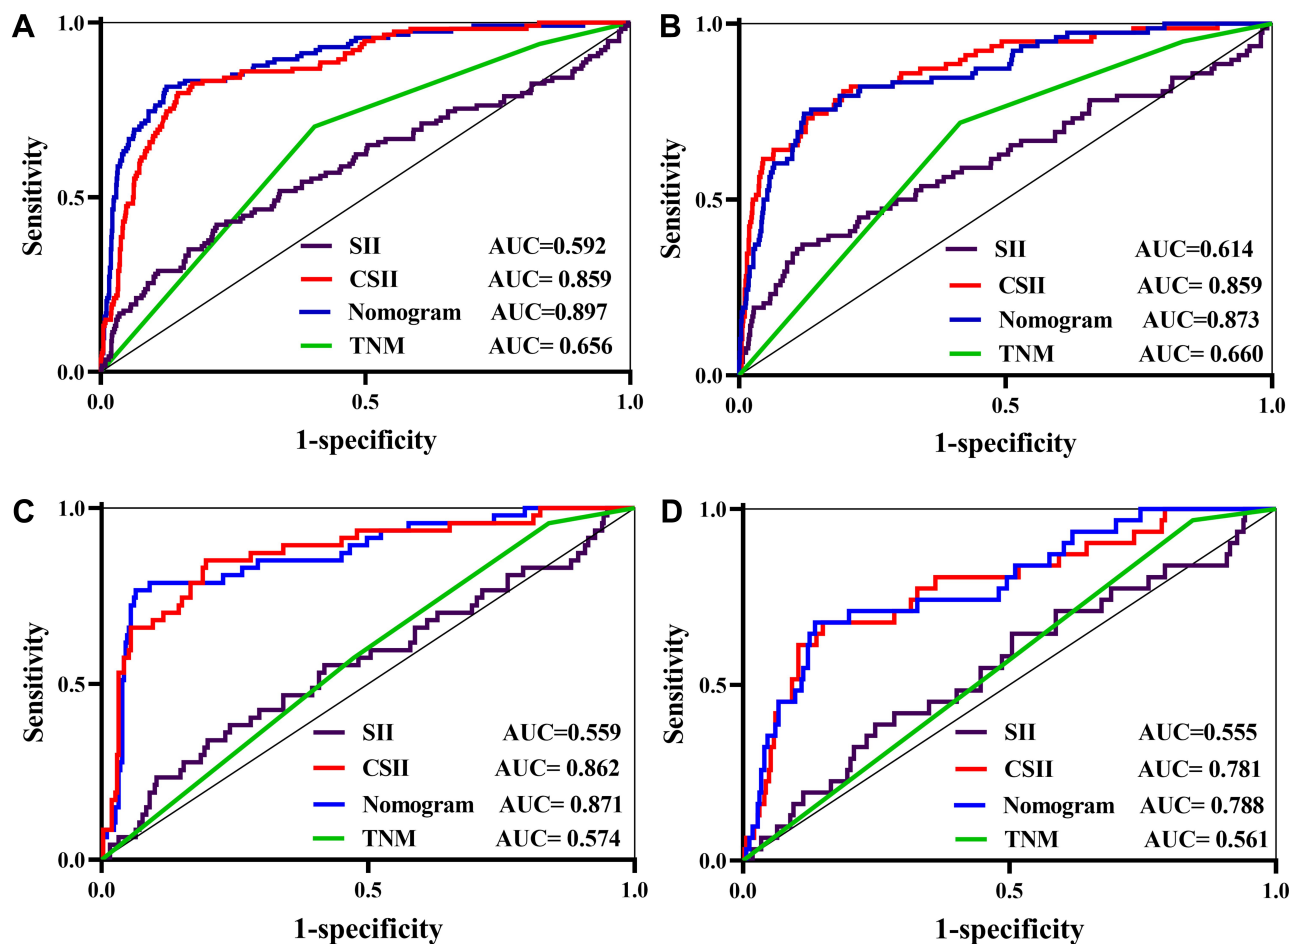 A
1.0
0.5
0.0
Sensitivity
SII AUC=0.592
CSII AUC= 0.859
Nomogram AUC=0.897
TNM AUC= 0.656
0.0 0.5 1.0
1-specificity
B
1.0
0.5
0.0
Sensitivity
SII AUC=0.614
CSII AUC= 0.859
Nomogram AUC=0.873
TNM AUC= 0.660
0.0 0.5 1.0
1-specificity
C
1.0
0.5
0.0
Sensitivity
SII AUC=0.559
CSII AUC= 0.862
Nomogram AUC= 0.871
TNM AUC= 0.574
0.0 0.5 1.0
1-specificity
D
1.0
0.5
0.0
Sensitivity
SII AUC=0.555
CSII AUC= 0.781
Nomogram AUC= 0.788
TNM AUC= 0.561
0.0 0.5 1.0
1-specificity